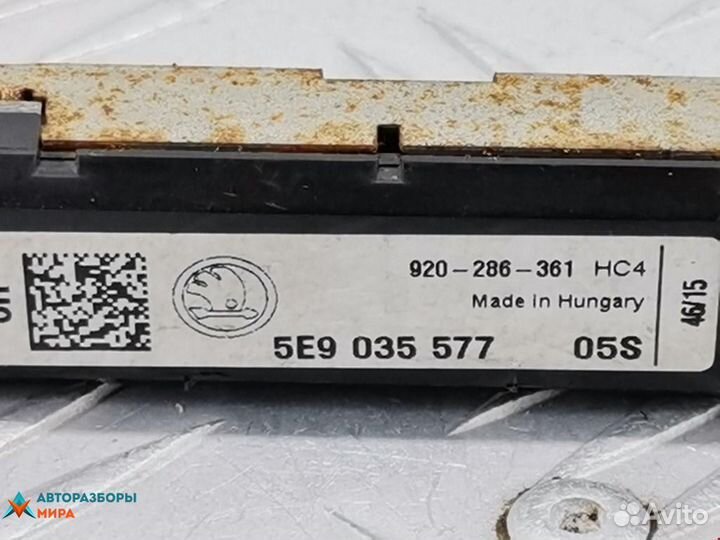 920-286-361 HC4
Made in Hungary
5E9 035 577 05S
46/15
АВТОРАЗБОРЫ
МИРА
Avito